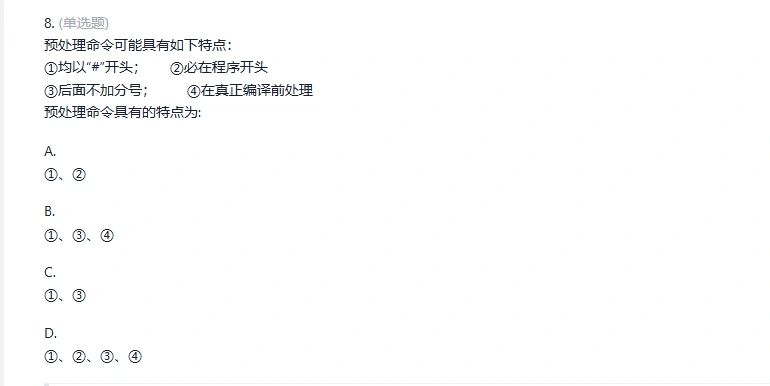 8. (单选题)
预处理命令可能具有如下特点：
①均以“#”开头； ②必在程序开头
③后面不加分号； ④在真正编译前处理
预处理命令具有的特点为:
A.
①、②
B.
①、③、④
C.
①、③
D.
①、②、③、④